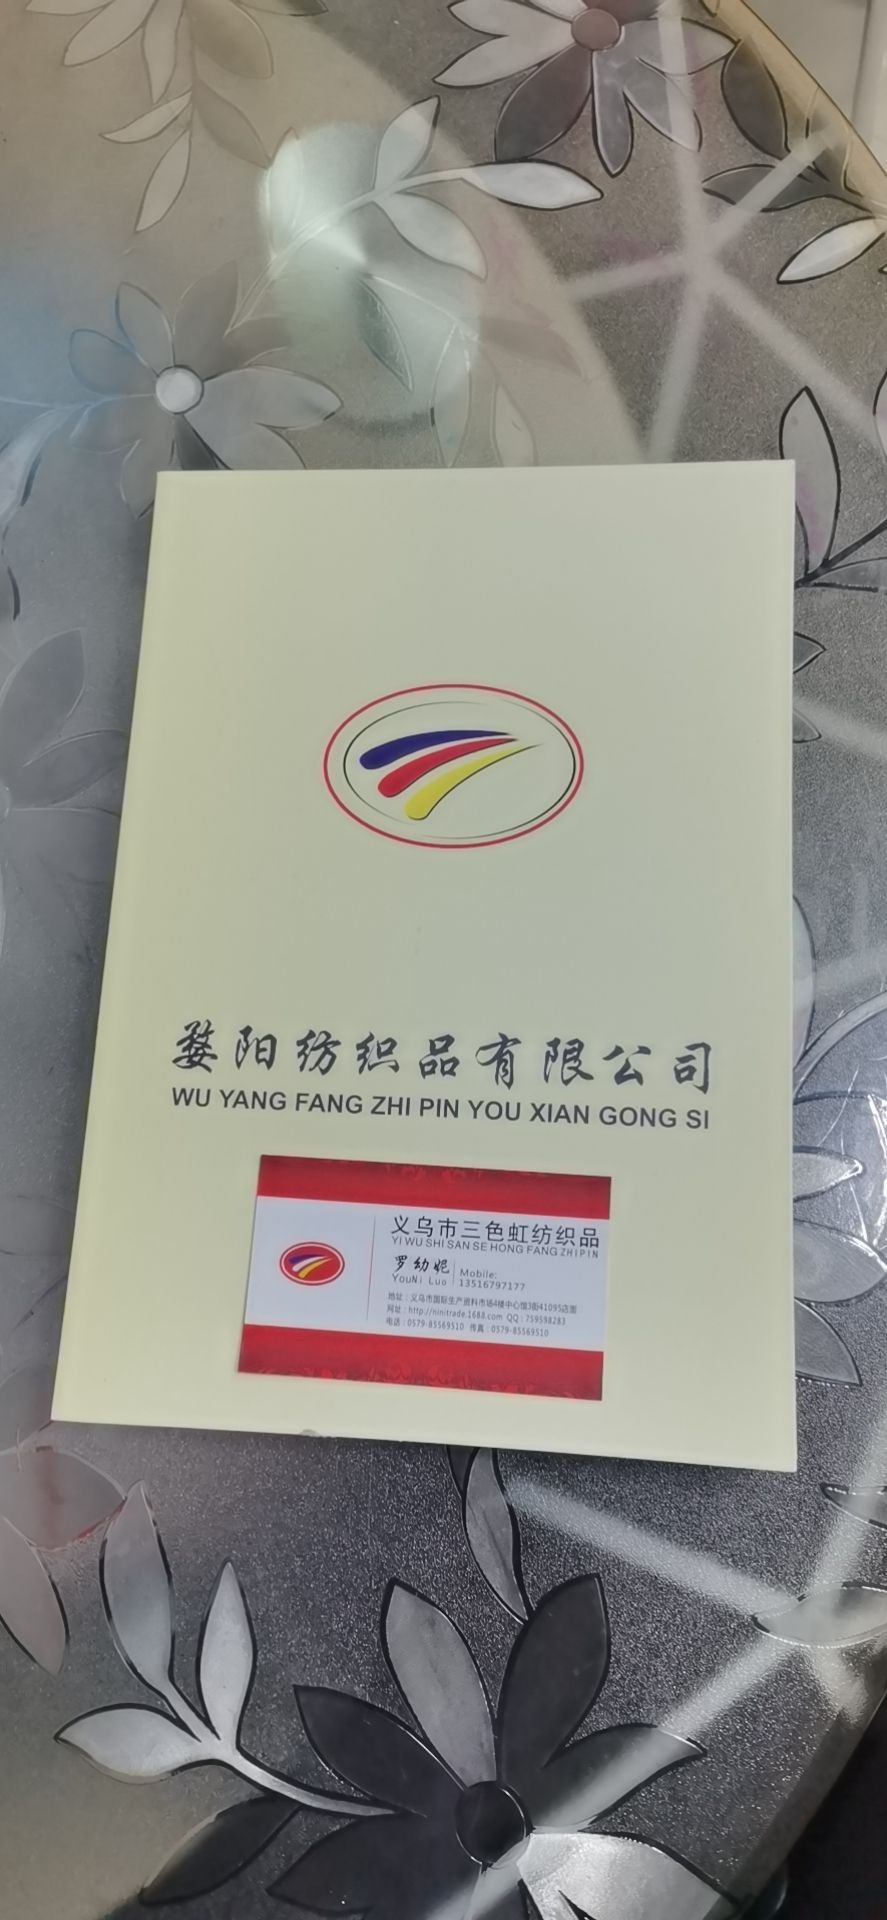 婺阳纺织品有限公司
WU YANG FANG ZHI PIN YOU XIAN GONG SI
义乌市三色虹纺织品
YI WU SHI SAN SE HONG FANG ZHI PIN
罗幼妮
YouNi Luo
Mobile:
13516797177
地址：义乌市国际生产资料市场4楼中心馆3街41095店面
网址：http://ninitrade.1688.com QQ：759598283
电话：0579-85569510 传真：0579-85569510